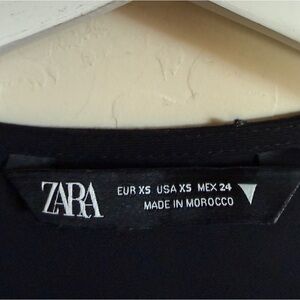 ZARA
EUR XS USA XS MEX 24
MADE IN MOROCCO